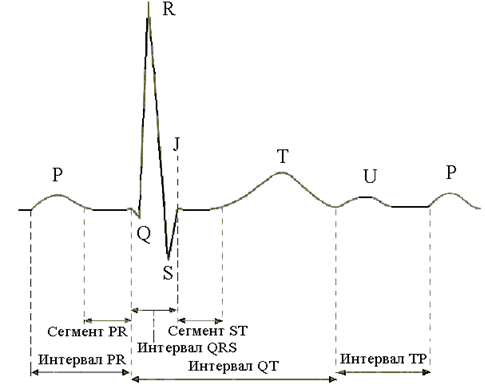 R
J
P
T
U
P
Q
S
Сегмент PR
Сегмент ST
Интервал QRS
Интервал PR
Интервал QT
Интервал TP